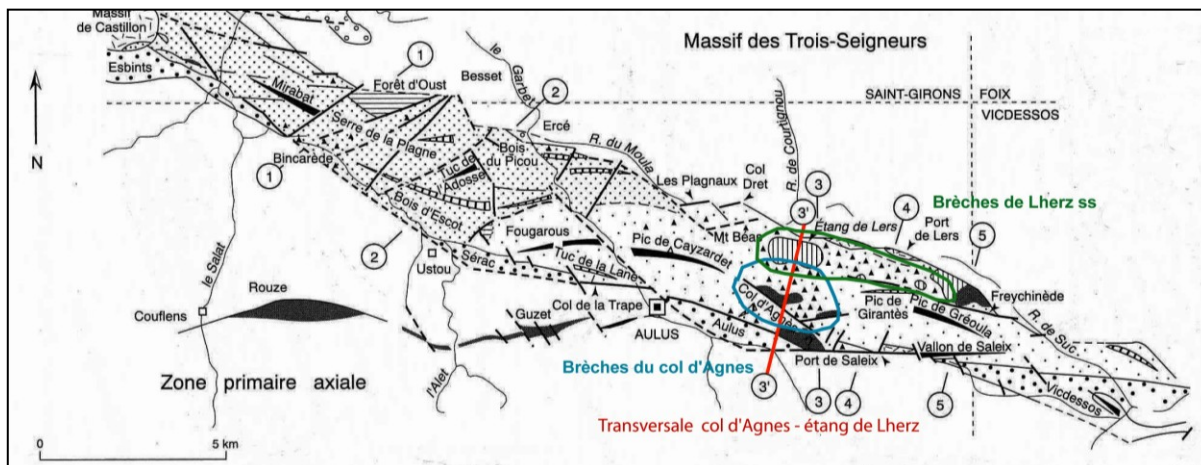 Massif
de Castillon
Esbints
N
Mirabat
1
Forêt d'Oust
Serre de la Plagne
Bincarède
1
Besset
le Garbet
2
Ercé
Bois
du Picou
Tuc de
l'Adosse
Bois d'Escot
2
Ustou
Sérac
Fougarous
Tuc de la Lane
R. du Moula
Massif des Trois-Seigneurs
SAINT-GIRONS
FOIX
VICDESSOS
Les Plagnaux
Col
Dret
R. de Courtignou
3'
3
Étang de Lers
4
Port
de Lers
5
Brèches de Lherz ss
Mt Béar
Pic de Cayzardet
Col d'Agnès
Pic de
Girantès
Pic de Gréoula
Freychinède
R. de Suc
Vallon de Saleix
Vicdessos
le Salat
Rouze
Couflens
Guzet
Col de la Trape
AULUS
Aulus
l'Alet
Zone primaire axiale
Brèches du col d'Agnes
Port de Saleix
3'
3
4
5
Transversale col d'Agnes - étang de Lherz
0
5 km